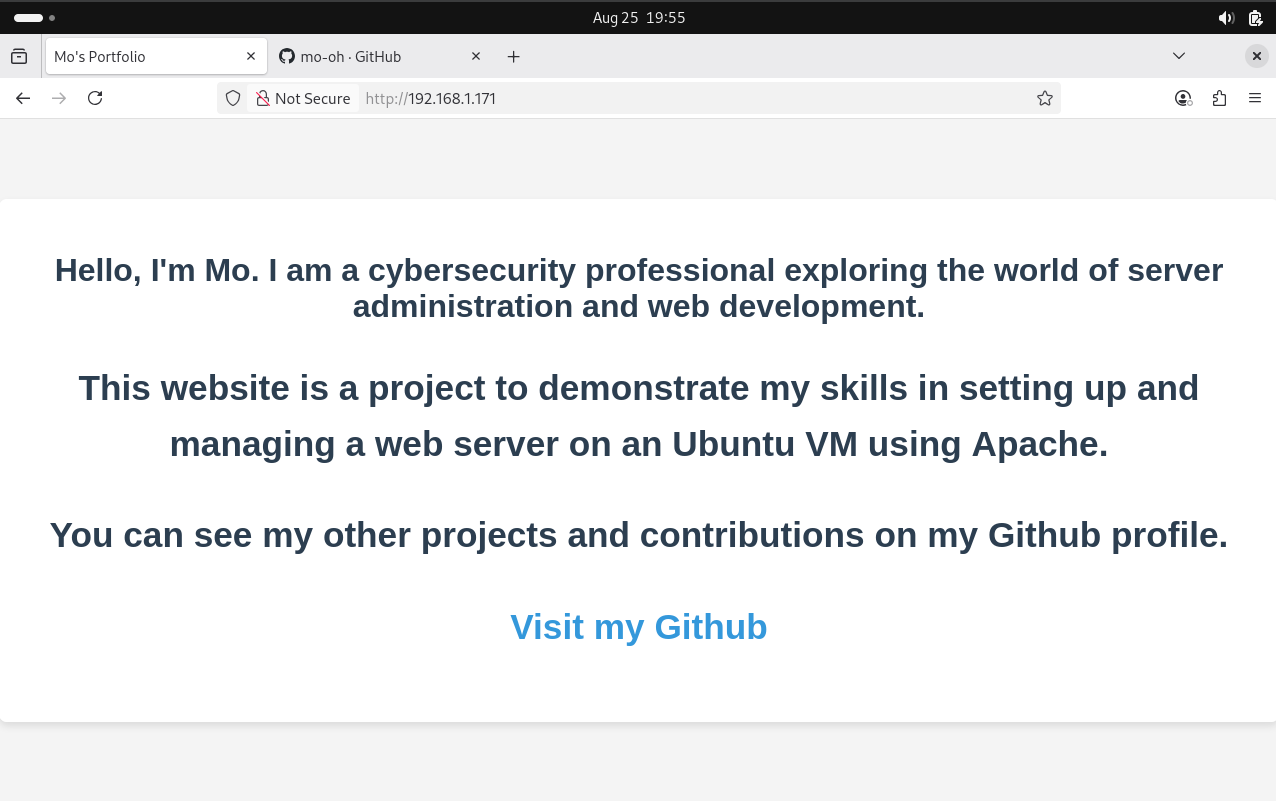 Aug 25 19:55
Mo's Portfolio
mo-oh · GitHub
Not Secure
http://192.168.1.171
Hello, I'm Mo. I am a cybersecurity professional exploring the world of server
administration and web development.
This website is a project to demonstrate my skills in setting up and
managing a web server on an Ubuntu VM using Apache.
You can see my other projects and contributions on my Github profile.
Visit my Github